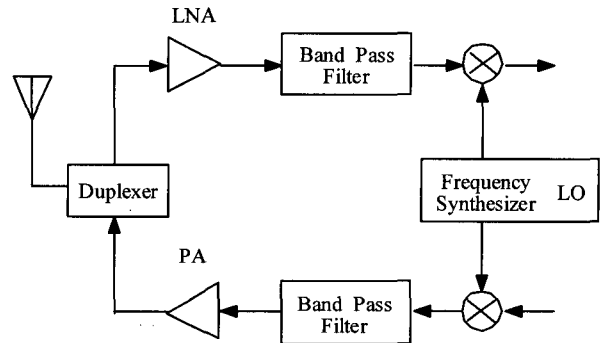 LNA
Band Pass
Filter
Duplexer
Frequency
Synthesizer LO
PA
Band Pass
Filter